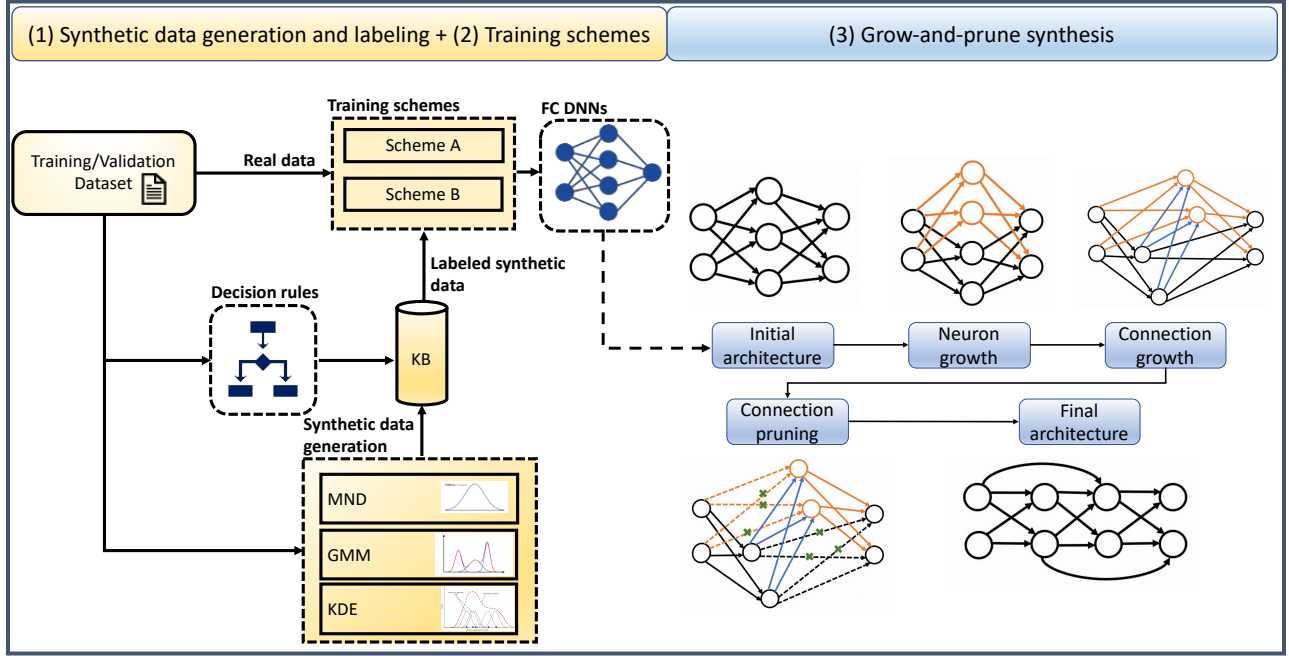 (1) Synthetic data generation and labeling + (2) Training schemes
(3) Grow-and-prune synthesis
Training/Validation
Dataset
Real data
Training schemes
Scheme A
Scheme B
FC DNNs
Labeled synthetic
data
Decision rules
KB
Synthetic data
generation
MND
GMM
KDE
Initial
architecture
Neuron
growth
Connection
growth
Connection
pruning
Final
architecture